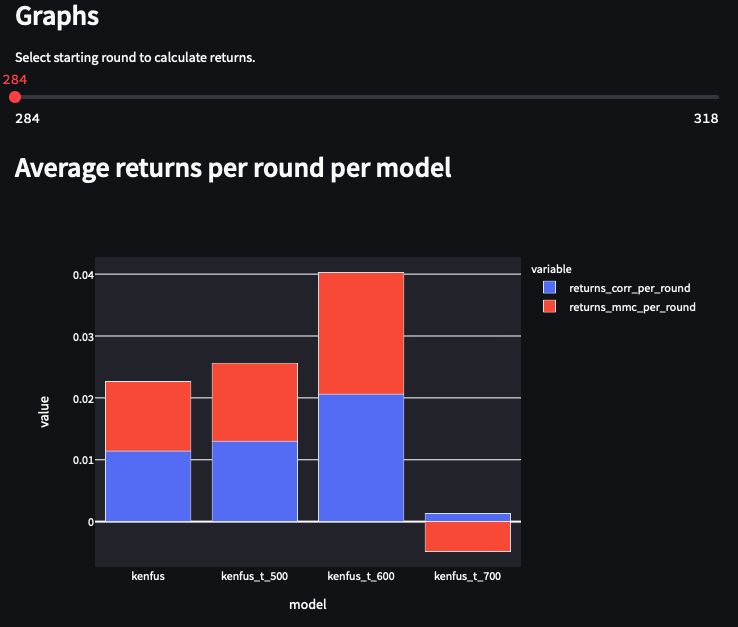 Graphs
Select starting round to calculate returns.
284
284 318
Average returns per round per model
variable
returns_corr_per_round
returns_mmc_per_round
0.04
0.03
0.02
0.01
0
value
kenfus kenfus_t_500 kenfus_t_600 kenfus_t_700
model